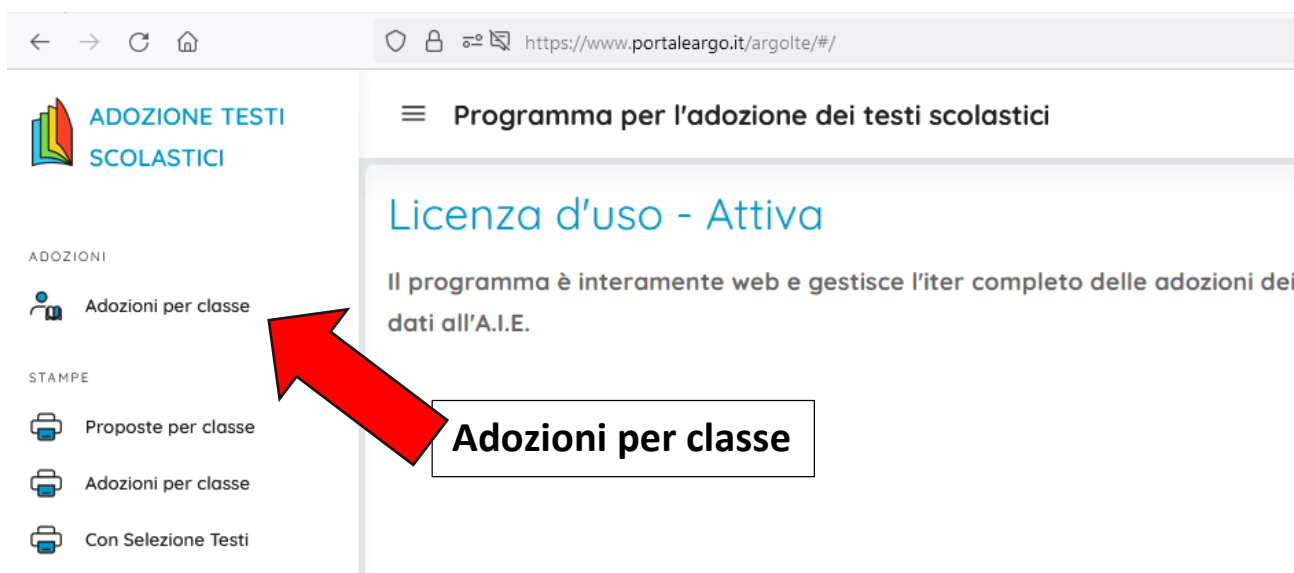 https://www.portaleargo.it/argolte/#/
ADOZIONE TESTI
SCOLASTICI
Programma per l'adozione dei testi scolastici
Licenza d'uso - Attiva
Il programma è interamente web e gestisce l'iter completo delle adozioni dei
dati all'A.I.E.
ADOZIONI
Adozioni per classe
STAMPE
Proposte per classe
Adozioni per classe
Con Selezione Testi
Adozioni per classe